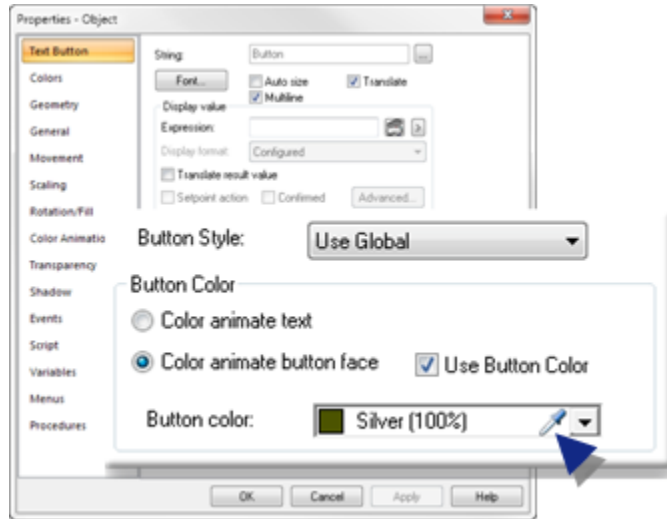 Properties - Object
Text Button
Colors
Geometry
General
Movement
Scaling
Rotation/Fill
Color Animatio
Transparency
Shadow
Events
Script
Variables
Menus
Procedures
String:
Button
...
Font...
Auto size
Translate
Multiline
Display value
Expression:
>
Display format:
Configured
Translate result value
Setpoint action
Confirmed
Advanced...
Button Style:
Use Global
Button Color
Color animate text
Color animate button face
Use Button Color
Button color:
Silver (100%)
OK
Cancel
Apply
Help